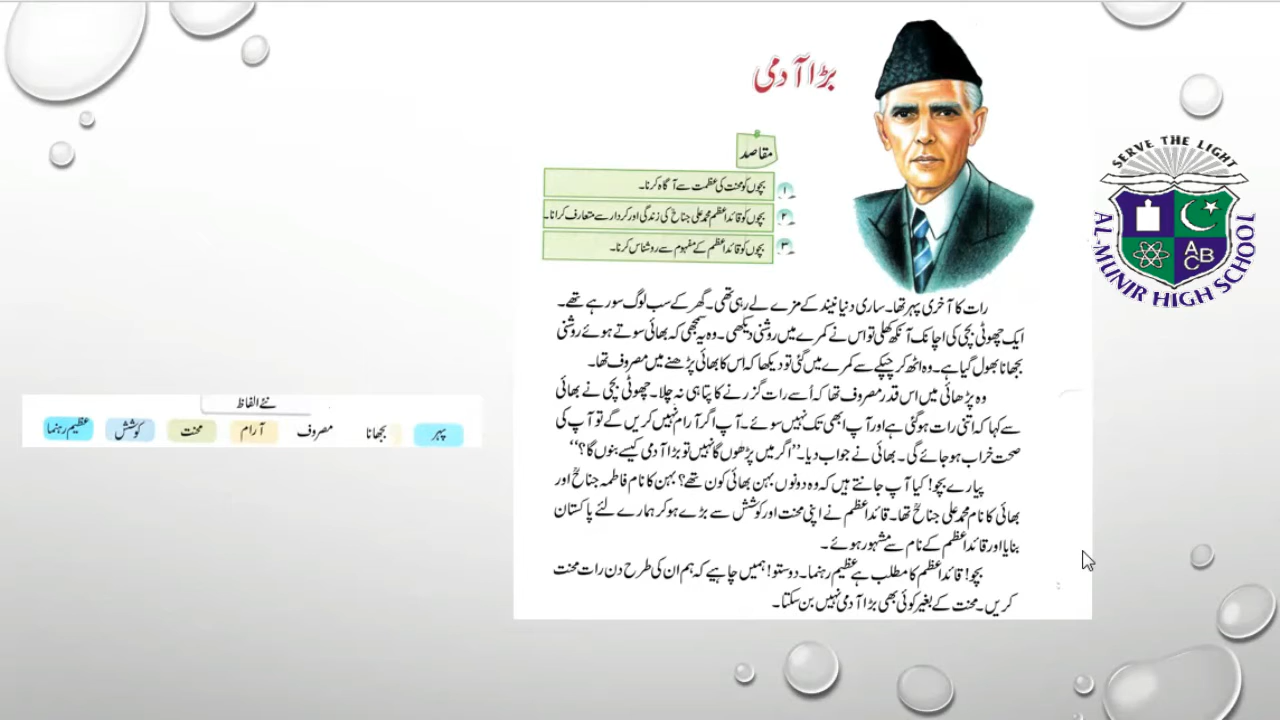 بڑا آدمی
مقاصد
۱ بچوں کو محنت کی عظمت سے آگاہ کرنا۔
۲ بچوں کو قائداعظم محمد علی جناحؒ کی زندگی اور کردار سے متعارف کرانا۔
۳ بچوں کو قائداعظم کے مفہوم سے روشناس کرنا۔
رات کا آخری پہر تھا۔ ساری دنیا نیند کے مزے لے رہی تھی۔ گھر کے سب لوگ سو رہے تھے۔
ایک چھوٹی بچی کی اچانک آنکھ کھلی تو اس نے کمرے میں روشنی دیکھی۔ وہ یہ سمجھی کہ بھائی سوتے ہوئے روشنی
بجھانا بھول گیا ہے۔ وہ اٹھ کر چپکے سے کمرے میں گئی تو دیکھا کہ اس کا بھائی پڑھنے میں مصروف تھا۔
وہ پڑھائی میں اس قدر مصروف تھا کہ اُسے رات گزرنے کا پتا ہی نہ چلا۔ چھوٹی بچی نے بھائی
سے کہا کہ اتنی رات ہوگئی ہے اور آپ ابھی تک نہیں سوئے۔ آپ اگر آرام نہیں کریں گے تو آپ کی
صحت خراب ہو جائے گی۔ بھائی نے جواب دیا۔ ”اگر میں پڑھوں گا نہیں تو بڑا آدمی کیسے بنوں گا؟“
پیارے بچو! کیا آپ جانتے ہیں کہ وہ دونوں بہن بھائی کون تھے؟ بہن کا نام فاطمہ جناحؒ اور
بھائی کا نام محمد علی جناحؒ تھا۔ قائداعظم نے اپنی محنت اور کوشش سے بڑے ہو کر ہمارے لئے پاکستان
بنایا اور قائداعظم کے نام سے مشہور ہوئے۔
بچو! قائداعظم کا مطلب ہے عظیم رہنما۔ دوستو! ہمیں چاہیے کہ ہم ان کی طرح دن رات محنت
کریں۔ محنت کے بغیر کوئی بھی بڑا آدمی نہیں بن سکتا۔
نئے الفاظ
پہر بجھانا مصروف آرام محنت کوشش عظیم رہنما
SERVE THE LIGHT
A B C
AL-MUNIR HIGH SCHOOL